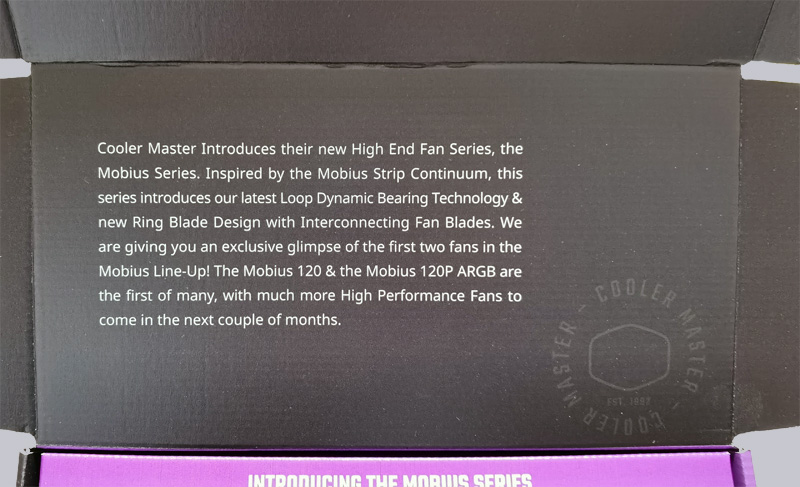 Cooler Master Introduces their new High End Fan Series, the
Mobius Series. Inspired by the Mobius Strip Continuum, this
series introduces our latest Loop Dynamic Bearing Technology &
new Ring Blade Design with Interconnecting Fan Blades. We
are giving you an exclusive glimpse of the first two fans in the
Mobius Line-Up! The Mobius 120 & the Mobius 120P ARGB are
the first of many, with much more High Performance Fans to
come in the next couple of months.
COOLER MASTER - COOLER MASTER -
EST. 1992
INTRODUCING THE MOBIUS SERIES